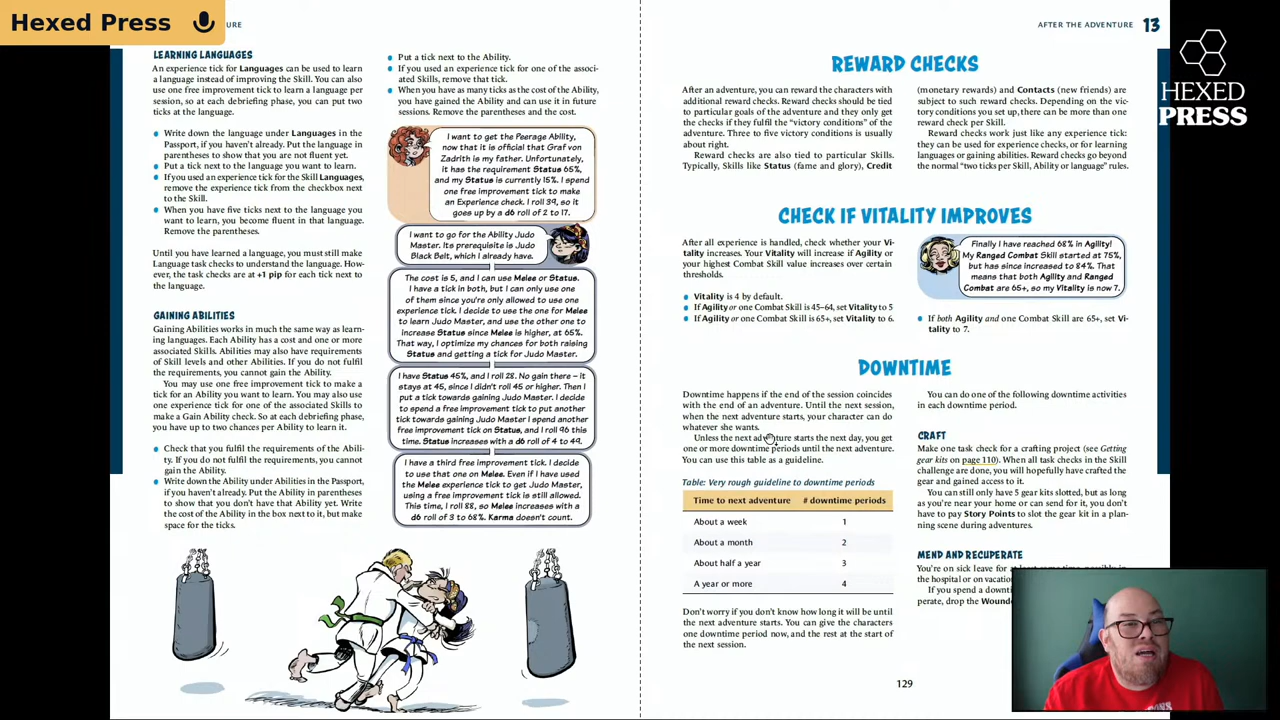 Hexed Press
URE
LEARNING LANGUAGES
An experience tick for Languages can be used to learn
a language instead of improving the Skill. You can also
use one free improvement tick to learn a language per
session, so at each debriefing phase, you can put two
ticks at the language.
Write down the language under Languages in the
Passport, if you haven't already. Put the language in
parentheses to show that you are not fluent yet.
Put a tick next to the language you want to learn.
If you used an experience tick for the Skill Languages,
remove the experience tick from the checkbox next
to the Skill.
When you have five ticks next to the language you
want to learn, you become fluent in that language.
Remove the parentheses.
Until you have learned a language, you must still make
Language task checks to understand the language. How-
ever, the task checks are at +1 pip for each tick next to
the language.
GAINING ABILITIES
Gaining Abilities works in much the same way as learn-
ing languages. Each Ability has a cost and one or more
associated Skills. Abilities may also have requirements
of Skill levels and other Abilities. If you do not fulfil
the requirements, you cannot gain the Ability.
You may use one free improvement tick to make a
tick for an Ability you want to learn. You may also use
one experience tick for one of the associated Skills to
make a Gain Ability check. So at each debriefing phase,
you have up to two chances per Ability to learn it.
Check that you fulfil the requirements of the Abili-
ty. If you do not fulfil the requirements, you cannot
gain the Ability.
Write down the Ability under Abilities in the Passport,
if you haven't already. Put the Ability in parentheses
to show that you don't have that Ability yet. Write
the cost of the Ability in the box next to it, but make
space for the ticks.
Put a tick next to the Ability.
If you used an experience tick for one of the associ-
ated Skills, remove that tick.
When you have as many ticks as the cost of the Ability,
you have gained the Ability and can use it in future
sessions. Remove the parentheses and the cost.
I want to get the Peerage Ability,
now that it is official that Graf von
Zadrith is my father. Unfortunately,
it has the requirement Status 65%,
and my Status is currently 15%. I spend
one free improvement tick to make
an Experience check. I roll 39, so it
goes up by a d6 roll of 2 to 17.
I want to go for the Ability Judo
Master. Its prerequisite is Judo
Black Belt, which I already have.
The cost is 5, and I can use Melee or Status.
I have a tick in both, but I can only use one
of them since you're only allowed to use one
experience tick. I decide to use the one for Melee
to learn Judo Master, and use the other one to
increase Status since Melee is higher, at 65%.
That way, I optimize my chances for both raising
Status and getting a tick for Judo Master.
I have Status 45%, and I roll 28. No gain there – it
stays at 45, since I didn't roll 45 or higher. Then I
put a tick towards gaining Judo Master. I decide
to spend a free improvement tick to put another
tick towards gaining Judo Master I spend another
free improvement tick on Status, and I roll 96 this
time. Status increases with a d6 roll of 4 to 49.
I have a third free improvement tick. I decide
to use that one on Melee. Even if I have used
the Melee experience tick to get Judo Master,
using a free improvement tick is still allowed.
This time, I roll 88, so Melee increases with a
d6 roll of 3 to 68%. Karma doesn't count.
AFTER THE ADVENTURE 13
REWARD CHECKS
After an adventure, you can reward the characters with
additional reward checks. Reward checks should be tied
to particular goals of the adventure and they only get
the checks if they fulfil the "victory conditions" of the
adventure. Three to five victory conditions is usually
about right.
Reward checks are also tied to particular Skills.
Typically, Skills like Status (fame and glory), Credit
(monetary rewards) and Contacts (new friends) are
subject to such reward checks. Depending on the vic-
tory conditions you set up, there can be more than one
reward check per Skill.
Reward checks work just like any experience tick:
they can be used for experience checks, or for learning
languages or gaining abilities. Reward checks go beyond
the normal "two ticks per Skill, Ability or language" rules.
CHECK IF VITALITY IMPROVES
After all experience is handled, check whether your Vi-
tality increases. Your Vitality will increase if Agility or
your highest Combat Skill value increases over certain
thresholds.
Vitality is 4 by default.
If Agility or one Combat Skill is 45–64, set Vitality to 5
If Agility or one Combat Skill is 65+, set Vitality to 6.
Finally I have reached 68% in Agility!
My Ranged Combat Skill started at 75%,
but has since increased to 84%. That
means that both Agility and Ranged
Combat are 65+, so my Vitality is now 7.
If both Agility and one Combat Skill are 65+, set Vi-
tality to 7.
DOWNTIME
Downtime happens if the end of the session coincides
with the end of an adventure. Until the next session,
when the next adventure starts, your character can do
whatever she wants.
Unless the next adventure starts the next day, you get
one or more downtime periods until the next adventure.
You can use this table as a guideline.
Table: Very rough guideline to downtime periods
Time to next adventure # downtime periods
About a week 1
About a month 2
About half a year 3
A year or more 4
Don't worry if you don't know how long it will be until
the next adventure starts. You can give the characters
one downtime period now, and the rest at the start of
the next session.
You can do one of the following downtime activities
in each downtime period.
CRAFT
Make one task check for a crafting project (see Getting
gear kits on page 110). When all task checks in the Skill
challenge are done, you will hopefully have crafted the
gear and gained access to it.
You can still only have 5 gear kits slotted, but as long
as you're near your home or can send for it, you don't
have to pay Story Points to slot the gear kit in a plan-
ning scene during adventures.
MEND AND RECUPERATE
You're on sick leave for at least some time, possibly in
the hospital or on vacatio
If you spend a downti
perate, drop the Wound
129
HEXED
PRESS